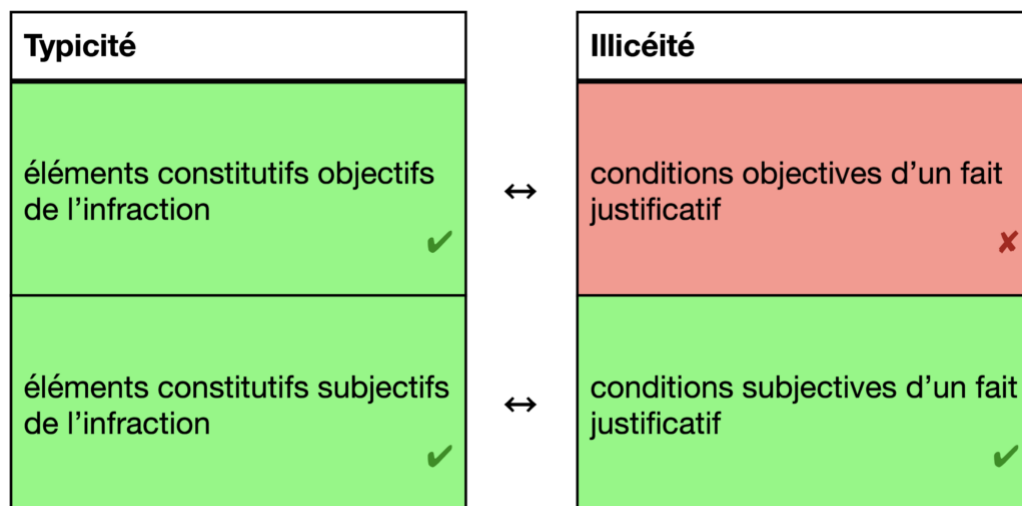 Typicité
Illicéité
éléments constitutifs objectifs
de l’infraction
✔
↔
conditions objectives d’un fait
justificatif
✘
éléments constitutifs subjectifs
de l’infraction
✔
↔
conditions subjectives d’un fait
justificatif
✔